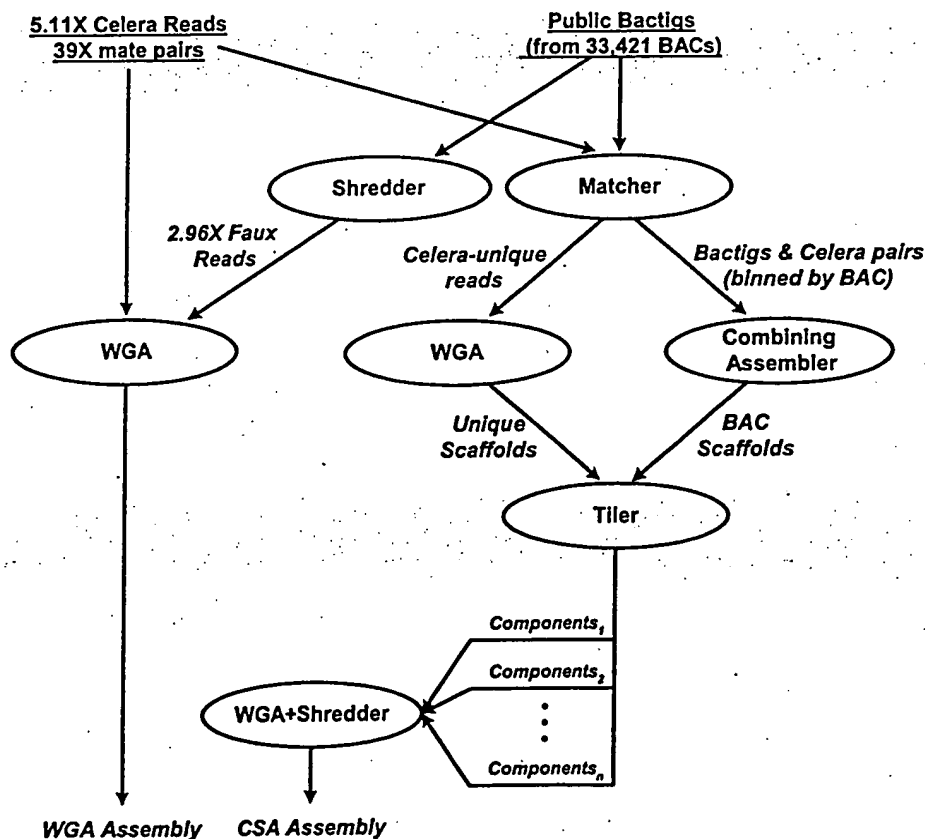 5.11X Celera Reads
39X mate pairs
Public Bactigs
(from 33,421 BACs)
Shredder
Matcher
2.96X Faux
Reads
Celera-unique
reads
Bactigs & Celera pairs
(binned by BAC)
WGA
WGA
Combining
Assembler
Unique
Scaffolds
BAC
Scaffolds
Tiler
Components1
Components2
WGA+Shredder
Componentsn
WGA Assembly
CSA Assembly